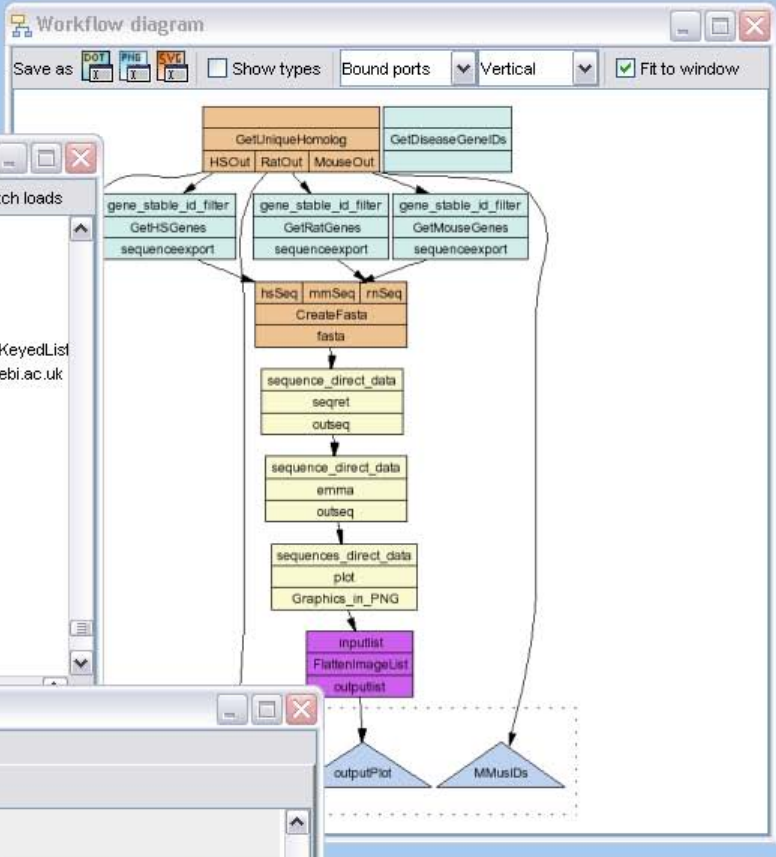 Workflow diagram
Save as DOT PNG SVG Show types Bound ports Vertical Fit to window
GetUniqueHomolog
HSOut RatOut MouseOut
GetDiseaseGeneIDs
tch loads
gene_stable_id_filter
GetHSGenes
sequenceexport
gene_stable_id_filter
GetRatGenes
sequenceexport
gene_stable_id_filter
GetMouseGenes
sequenceexport
hsSeq mmSeq rnSeq
CreateFasta
fasta
KeyedList
ebi.ac.uk
sequence_direct_data
seqret
outseq
sequence_direct_data
emma
outseq
sequences_direct_data
plot
Graphics_in_PNG
inputlist
FlattenImageList
outputlist
outputPlot
MMusIDs